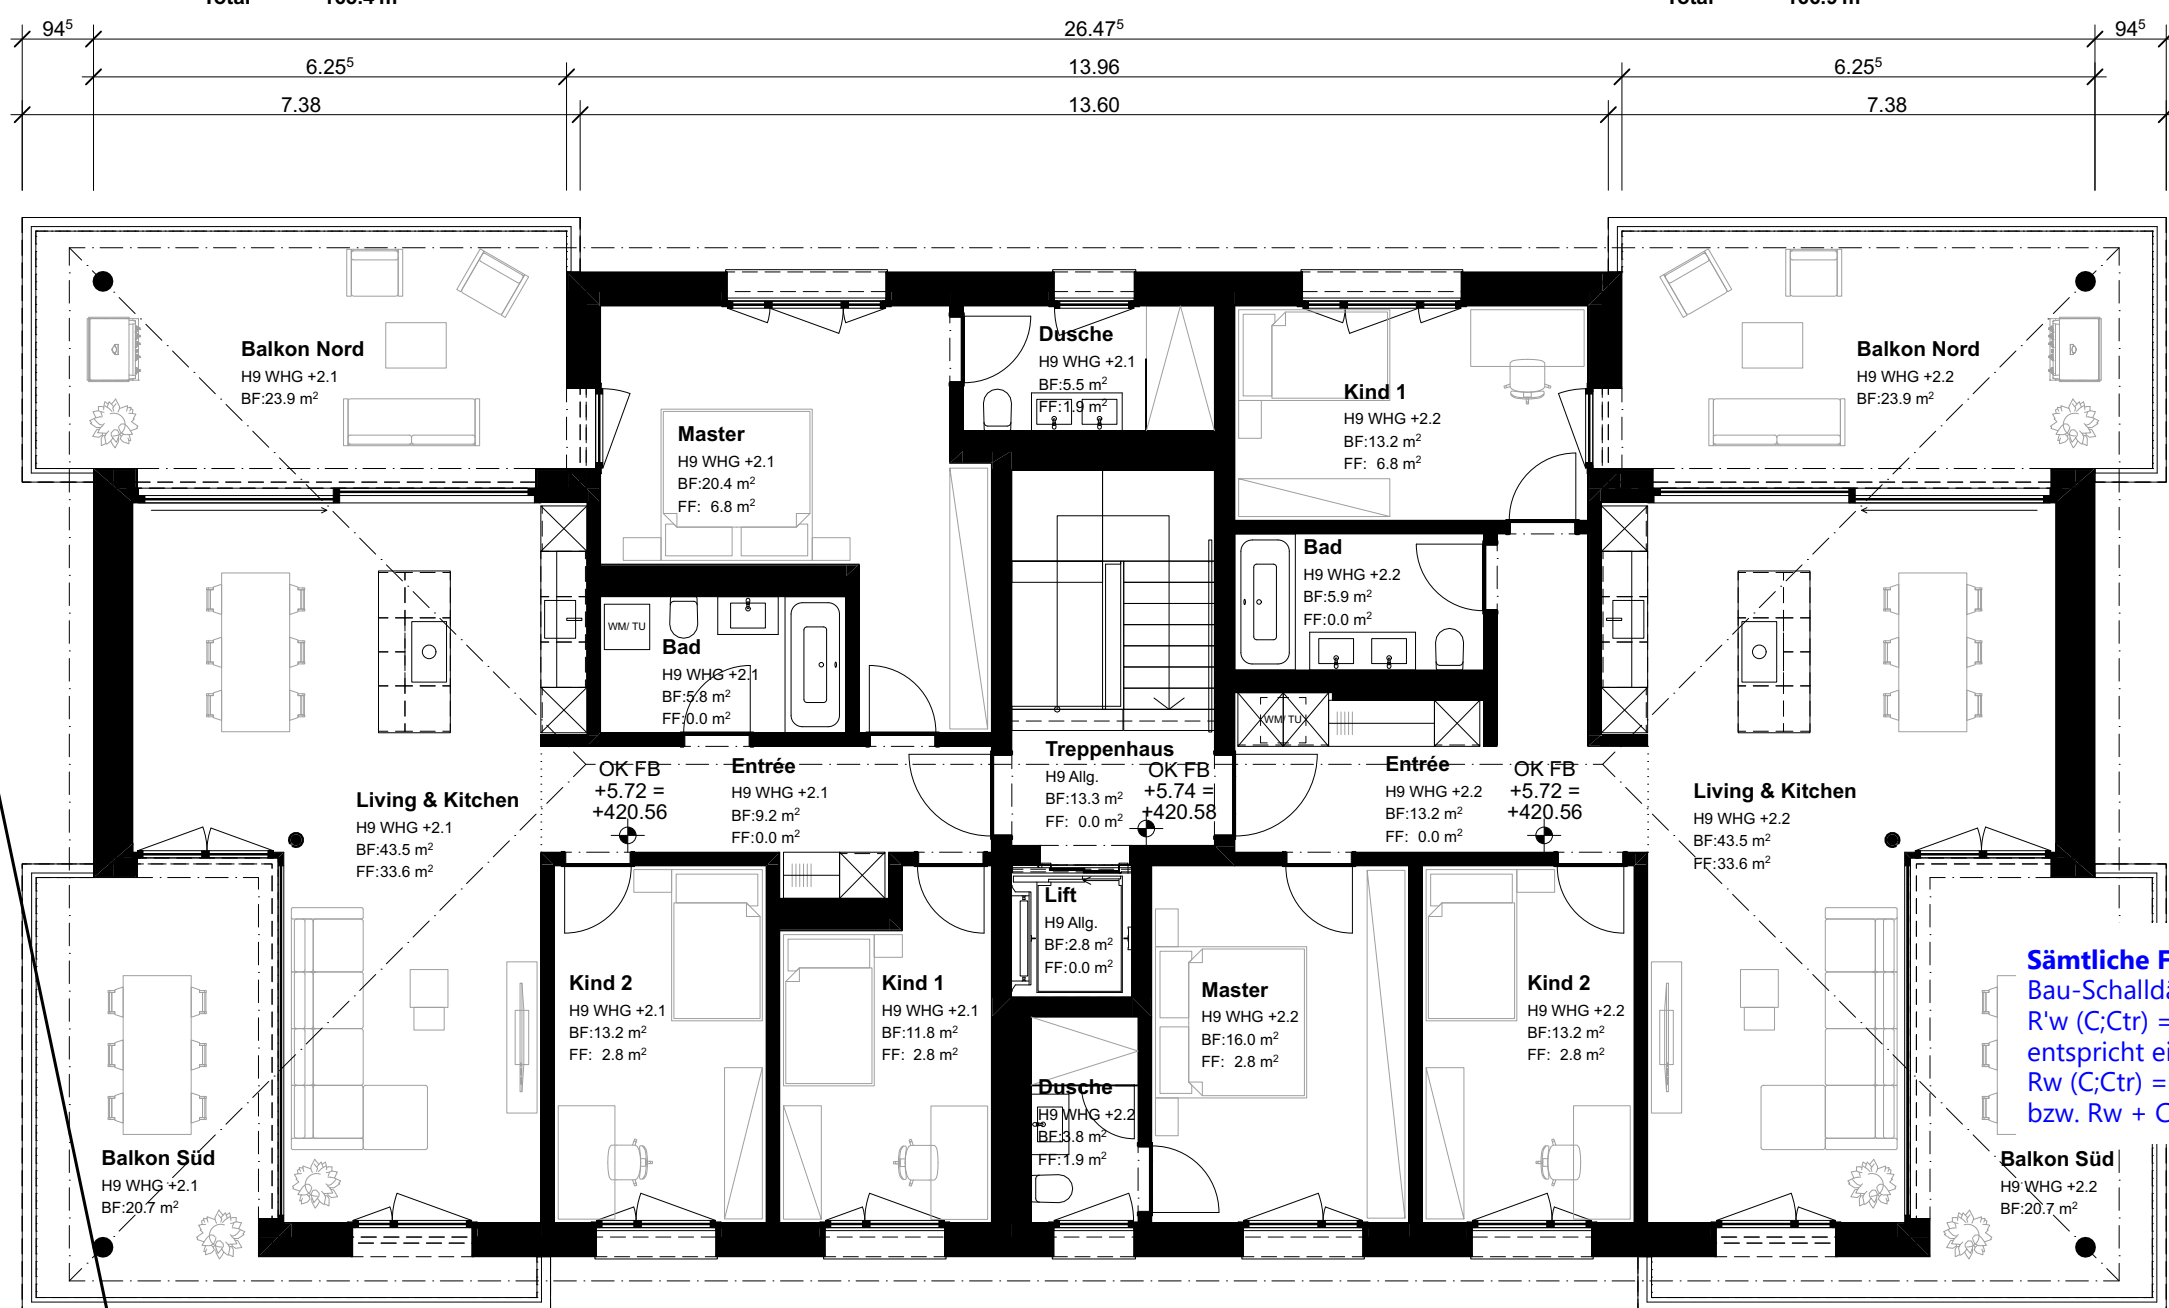 Total
26.47⁵
94⁵
94⁵
6.25⁵
13.96
6.25⁵
7.38
13.60
7.38
Balkon Nord
H9 WHG +2.1
BF:23.9 m²
Master
H9 WHG +2.1
BF:20.4 m²
FF: 6.8 m²
Dusche
H9 WHG +2.1
BF:5.5 m²
FF:1.9 m²
Kind 1
H9 WHG +2.2
BF:13.2 m²
FF: 6.8 m²
Balkon Nord
H9 WHG +2.2
BF:23.9 m²
WM/ TU
Bad
H9 WHG +2.1
BF:5.8 m²
FF:0.0 m²
Bad
H9 WHG +2.2
BF:5.9 m²
FF:0.0 m²
WM/ TU
Living & Kitchen
H9 WHG +2.1
BF:43.5 m²
FF:33.6 m²
OK FB
+5.72 =
+420.56
Entrée
H9 WHG +2.1
BF:9.2 m²
FF:0.0 m²
Treppenhaus
H9 Allg.
BF:13.3 m²
FF: 0.0 m²
OK FB
+5.74 =
+420.58
Entrée
H9 WHG +2.2
BF:13.2 m²
FF: 0.0 m²
OK FB
+5.72 =
+420.56
Living & Kitchen
H9 WHG +2.2
BF:43.5 m²
FF:33.6 m²
Lift
H9 Allg.
BF:2.8 m²
FF:0.0 m²
Kind 2
H9 WHG +2.1
BF:13.2 m²
FF: 2.8 m²
Kind 1
H9 WHG +2.1
BF:11.8 m²
FF: 2.8 m²
Master
H9 WHG +2.2
BF:16.0 m²
FF: 2.8 m²
Kind 2
H9 WHG +2.2
BF:13.2 m²
FF: 2.8 m²
Dusche
H9 WHG +2.2
BF:3.8 m²
FF:1.9 m²
Sämtliche F
Bau-Schalldä
R'w (C;Ctr) =
entspricht ei
Rw (C;Ctr) =
bzw. Rw + C
Balkon Süd
H9 WHG +2.1
BF:20.7 m²
Balkon Süd
H9 WHG +2.2
BF:20.7 m²